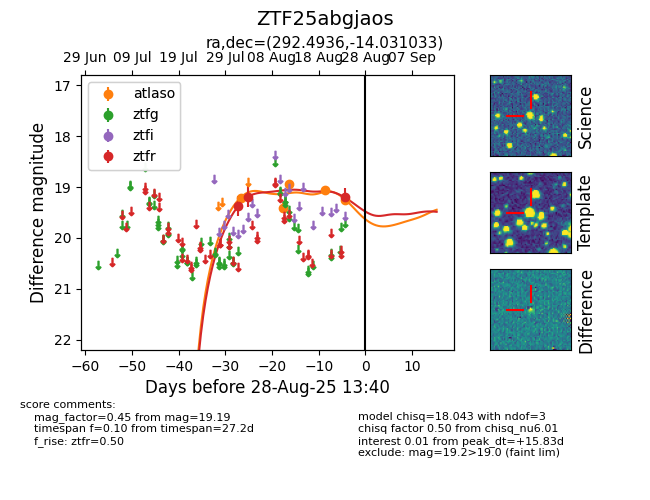 ZTF25abgjaos
ra,dec=(292.4936,-14.031033)
29 Jun 09 Jul 19 Jul 29 Jul 08 Aug 18 Aug 28 Aug 07 Sep
17
18
19
20
21
22
Difference magnitude
atlaso
ztfg
ztfi
ztfr
−60 −50 −40 −30 −20 −10 0 10
Days before 28-Aug-25 13:40
Science
Template
Difference
score comments:
mag_factor=0.45 from mag=19.19
timespan f=0.10 from timespan=27.2d
f_rise: ztfr=0.50
model chisq=18.043 with ndof=3
chisq factor 0.50 from chisq_nu6.01
interest 0.01 from peak_dt=+15.83d
exclude: mag=19.2>19.0 (faint lim)